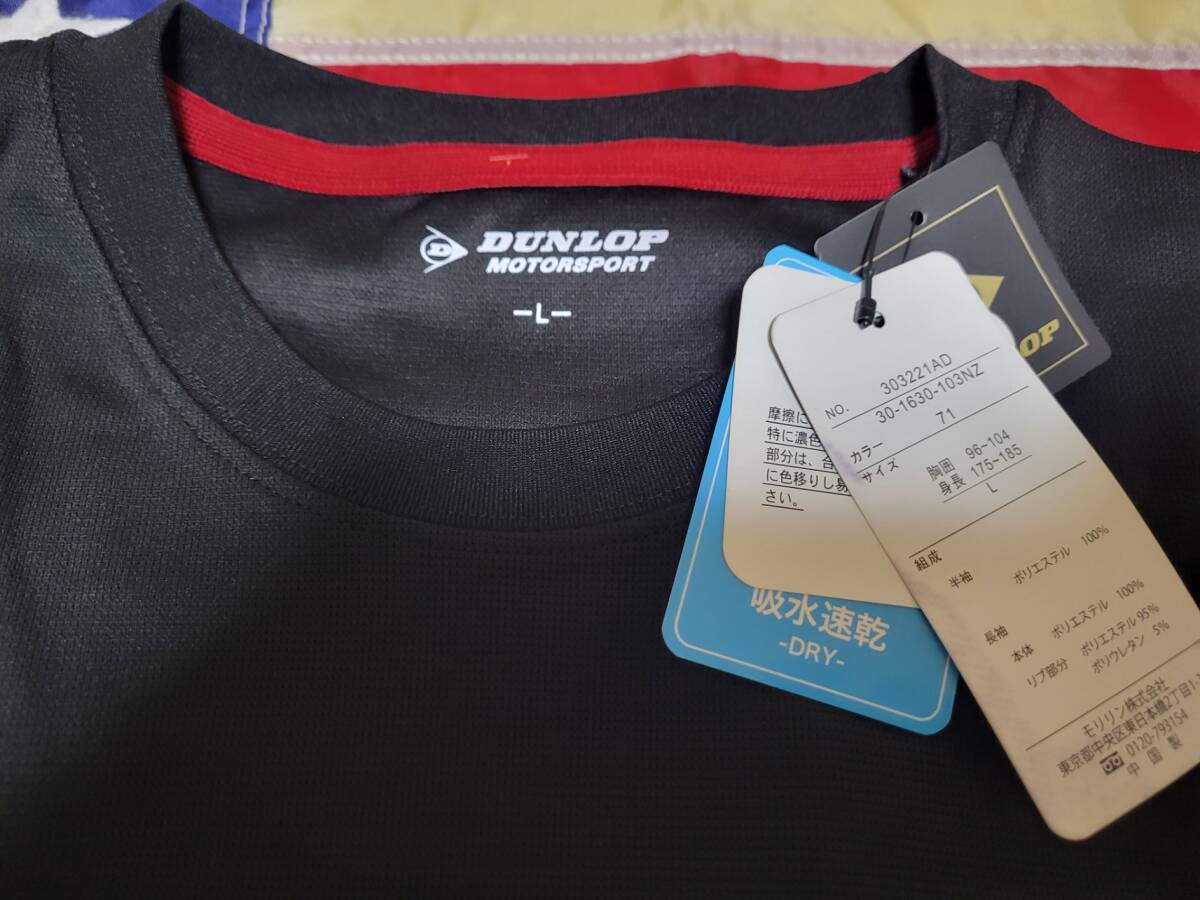 DUNLOP
MOTORSPORT
-L-
NO. 303221AD
30-1630-103NZ
カラー 71
サイズ 胸囲 96~104
身長 175~185
L
組成
半袖 ポリエステル 100%
長袖
本体 ポリエステル 100%
リブ部分 ポリエステル 95%
ポリウレタン 5%
モリリン株式会社
東京都中央区東日本橋2丁目1-
0120-793154
中国製
摩擦に
特に濃色
部分は、合
に色移りし
さい。
吸水速乾
-DRY-
OP